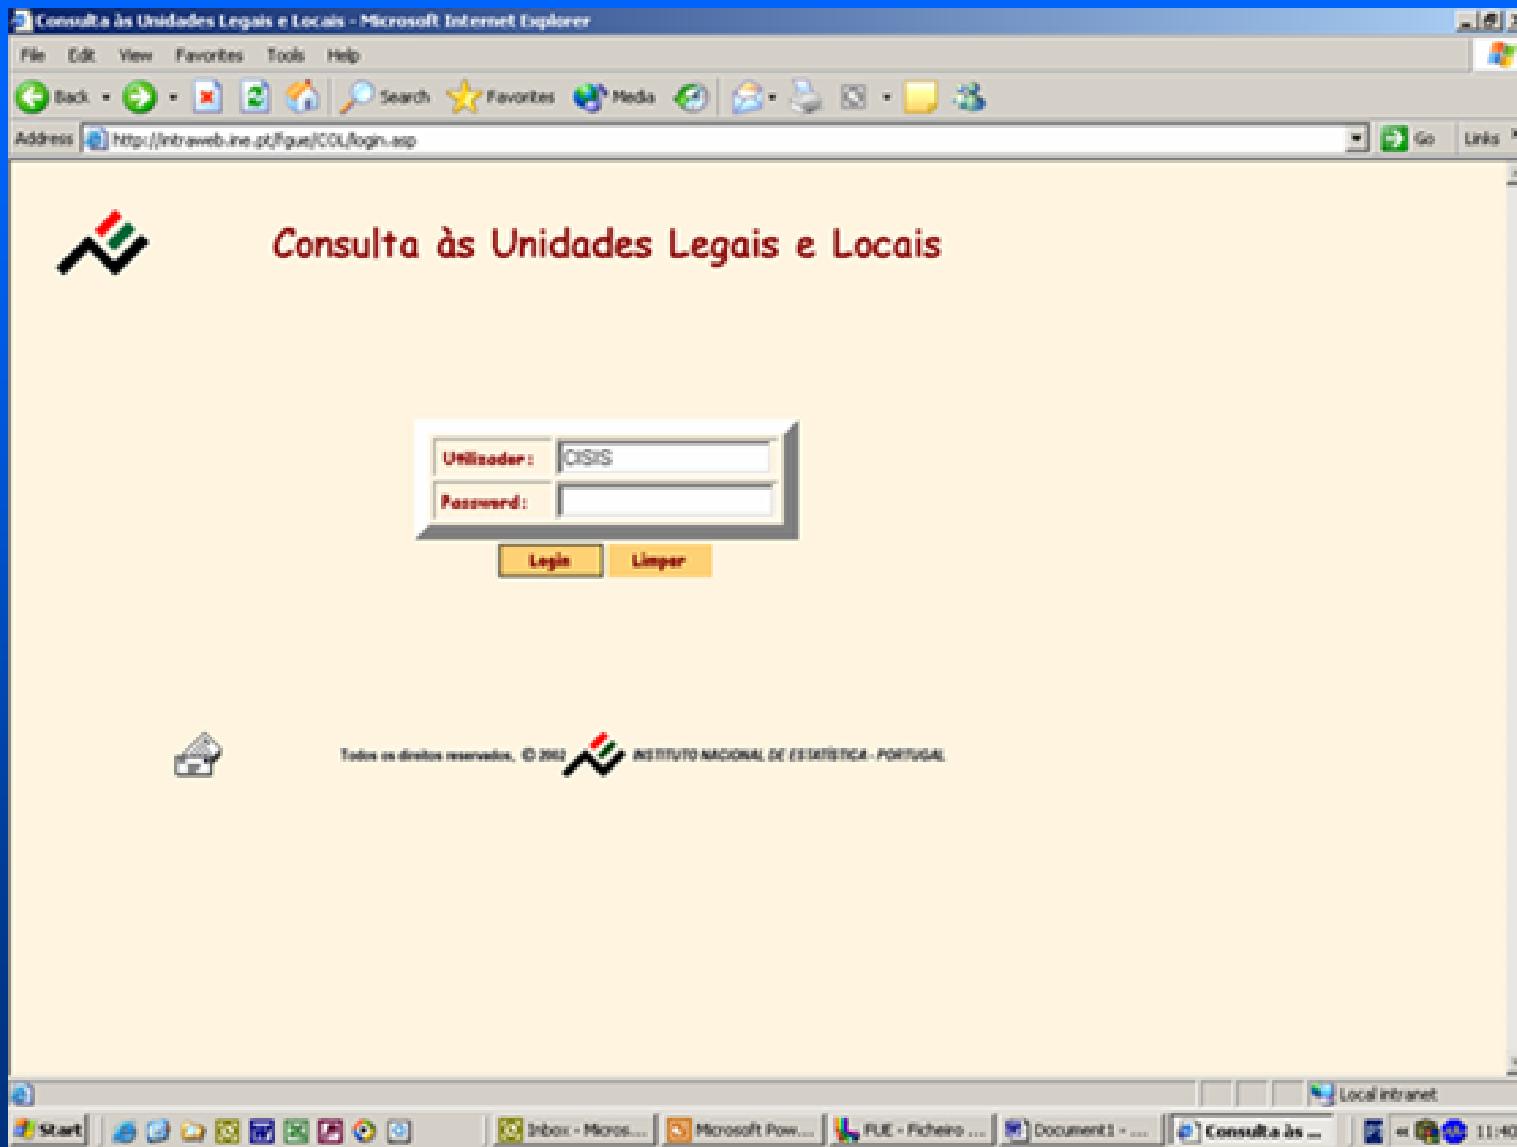 Consulta às Unidades Legais e Locais - Microsoft Internet Explorer
File Edit View Favorites Tools Help
Back Search Favorites Media
Address http://intraweb.ine.pt/fgue/COL/login.asp Go Links
Consulta às Unidades Legais e Locais
Utilizador: CISIS
Password:
Login Limpar
Todos os direitos reservados, © 2002 INSTITUTO NACIONAL DE ESTATÍSTICA - PORTUGAL
Local intranet
Start Inbox - Micros... Microsoft Pow... FUE - Ficheiro ... Document1 - ... Consulta às ... 11:40